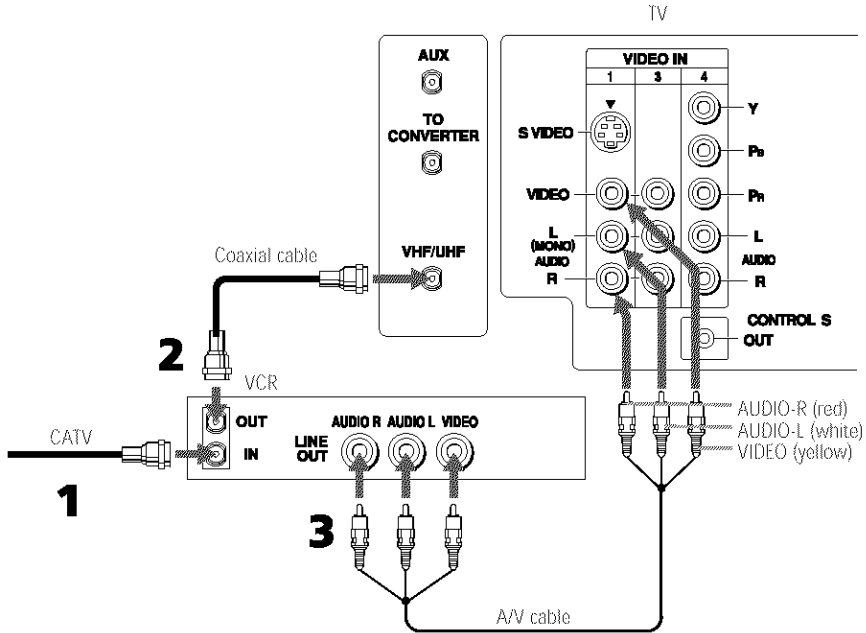 TV
AUX
TO
CONVERTER
VHF/UHF
VIDEO IN
1 3 4
S VIDEO
VIDEO
L
(MONO)
AUDIO
R
Y
PB
PR
L
AUDIO
R
CONTROL S
OUT
Coaxial cable
2
VCR
OUT
IN
CATV
1
LINE
OUT
AUDIO R AUDIO L VIDEO
3
AUDIO-R (red)
AUDIO-L (white)
VIDEO (yellow)
A/V cable